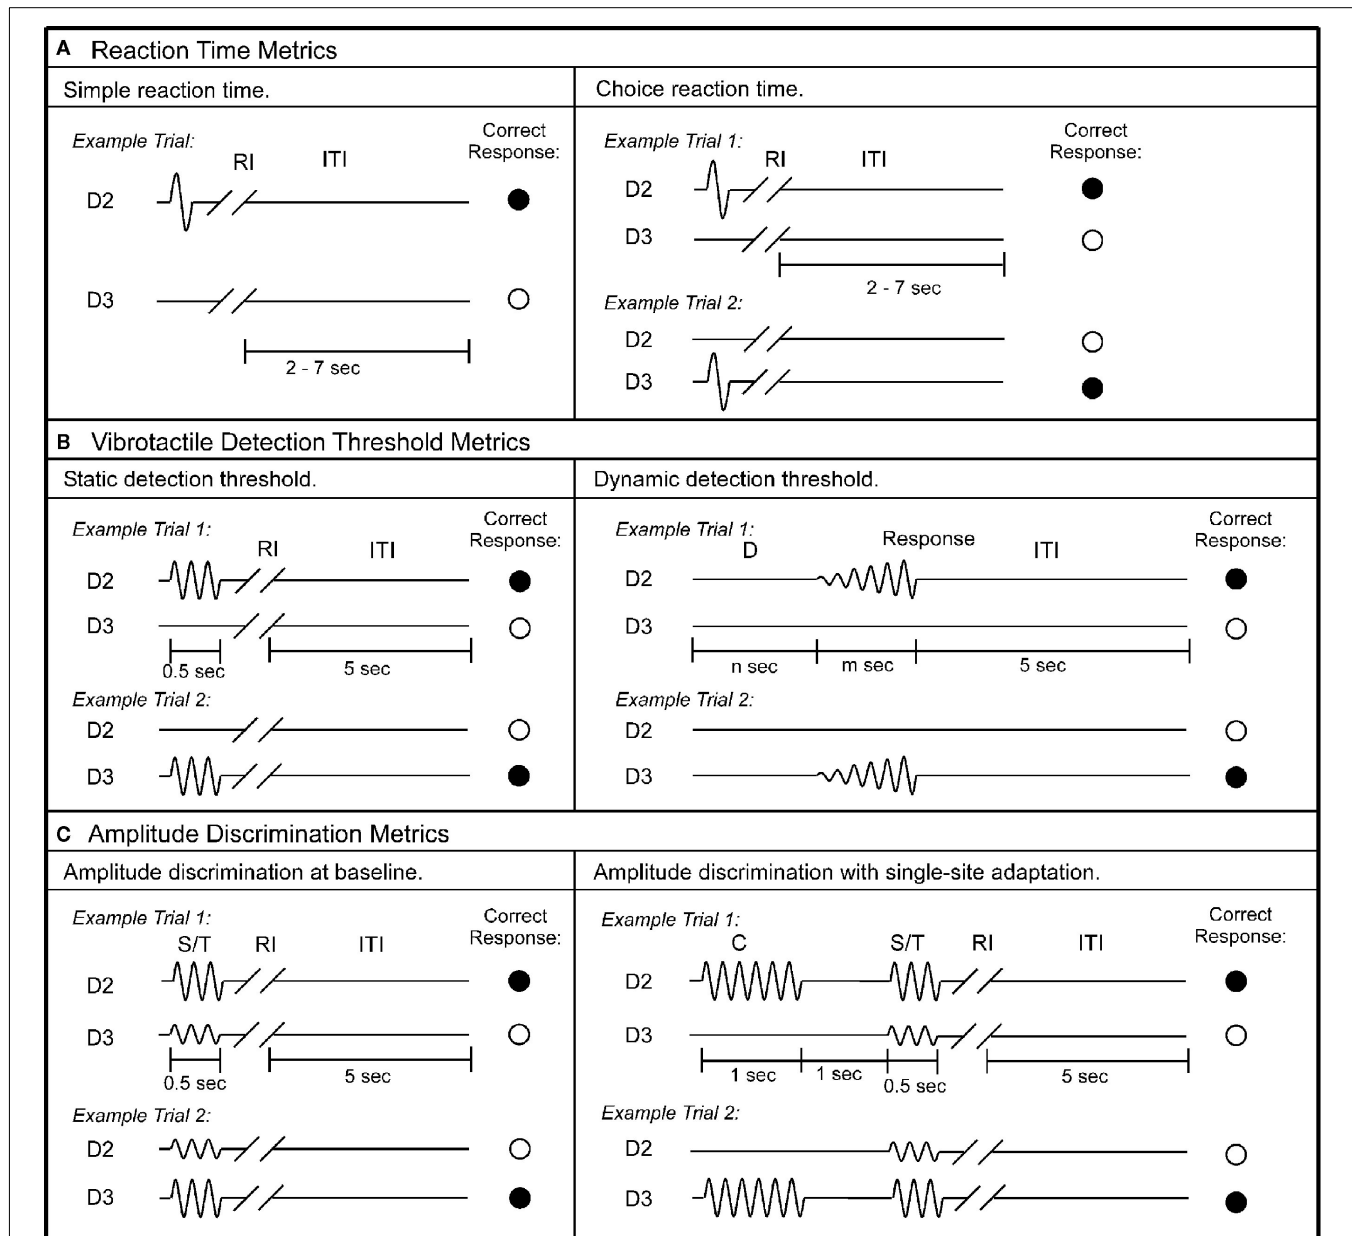 A Reaction Time Metrics
Simple reaction time.
Example Trial:
Correct
Response:
RI
ITI
D2
D3
2 - 7 sec
Choice reaction time.
Example Trial 1:
Correct
Response:
RI
ITI
D2
D3
2 - 7 sec
Example Trial 2:
D2
D3
B Vibrotactile Detection Threshold Metrics
Static detection threshold.
Example Trial 1:
Correct
Response:
RI
ITI
D2
D3
0.5 sec
5 sec
Example Trial 2:
D2
D3
Dynamic detection threshold.
Example Trial 1:
Correct
Response:
D
Response
ITI
D2
D3
n sec
m sec
5 sec
Example Trial 2:
D2
D3
C Amplitude Discrimination Metrics
Amplitude discrimination at baseline.
Example Trial 1:
Correct
Response:
S/T
RI
ITI
D2
D3
0.5 sec
5 sec
Example Trial 2:
D2
D3
Amplitude discrimination with single-site adaptation.
Example Trial 1:
Correct
Response:
C
S/T
RI
ITI
D2
D3
1 sec
1 sec
0.5 sec
5 sec
Example Trial 2:
D2
D3